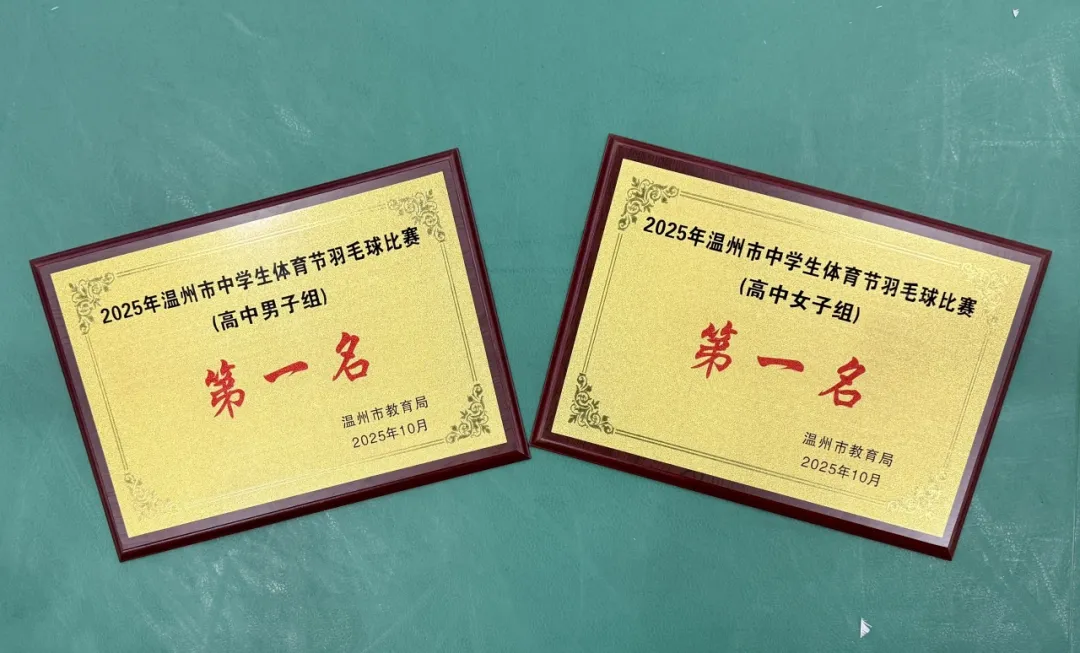 2025年温州市中学生体育节羽毛球比赛
(高中男子组)
第一名
温州市教育局
2025年10月
2025年温州市中学生体育节羽毛球比赛
(高中女子组)
第一名
温州市教育局
2025年10月